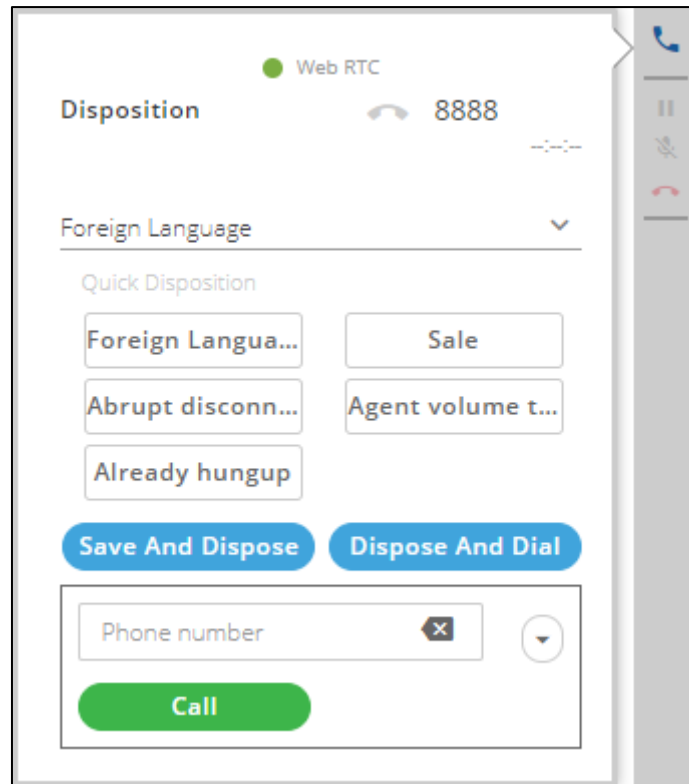 Web RTC
Disposition 8888
--:--:--
Foreign Language
Quick Disposition
Foreign Langua... Sale
Abrupt disconn... Agent volume t...
Already hungup
Save And Dispose Dispose And Dial
Phone number
Call